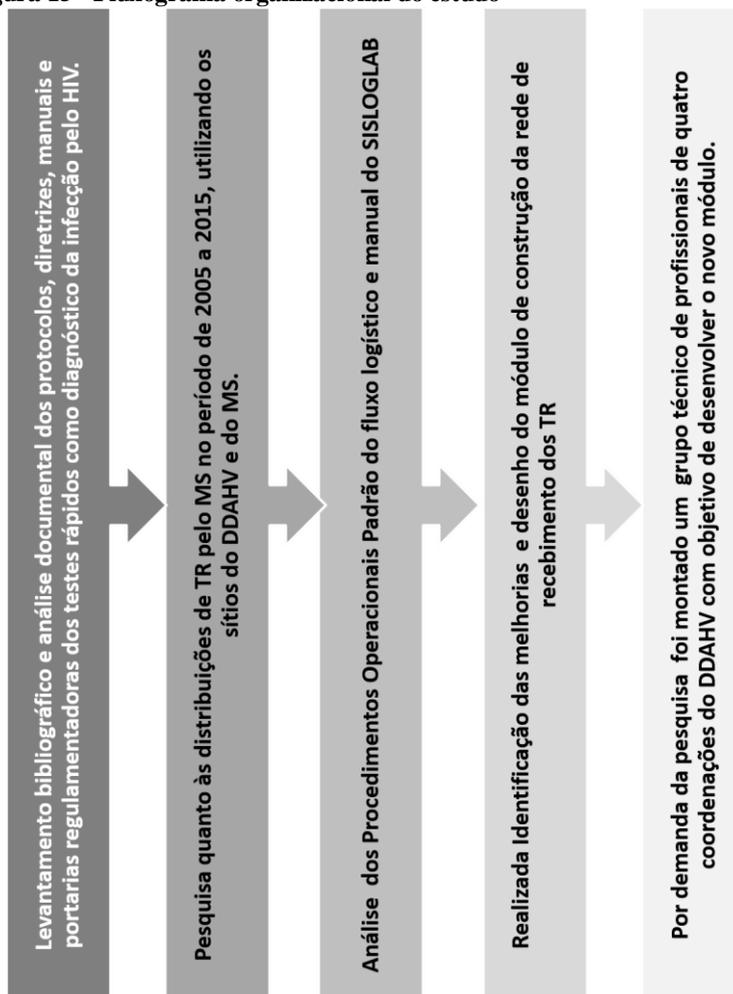 Levantamento bibliográfico e análise documental dos protocolos, diretrizes, manuais e
portarias regulamentadoras dos testes rápidos como diagnóstico da infecção pelo HIV.
Pesquisa quanto às distribuições de TR pelo MS no período de 2005 a 2015, utilizando os
sítios do DDAHV e do MS.
Análise dos Procedimentos Operacionais Padrão do fluxo logístico e manual do SISLOGLAB
Realizada Identificação das melhorias e desenho do módulo de construção da rede de
recebimento dos TR
Por demanda da pesquisa foi montado um grupo técnico de profissionais de quatro
coordenações do DDAHV com objetivo de desenvolver o novo módulo.